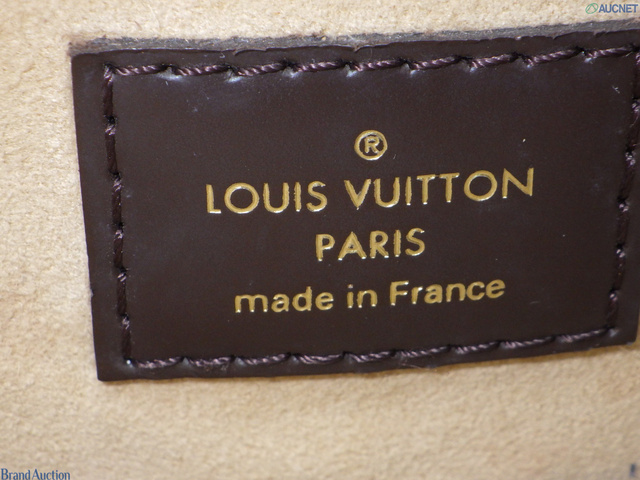 AUCNET
®
LOUIS VUITTON
PARIS
made in France
Brand Auction